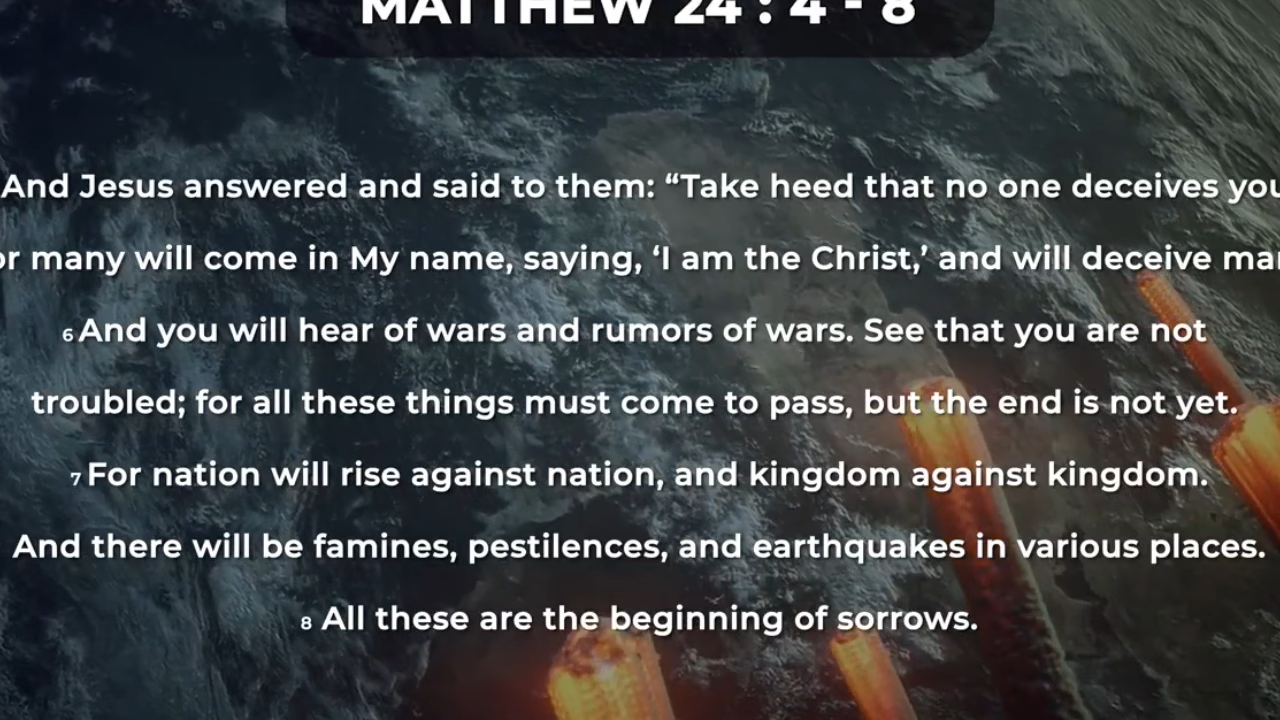 MATTHEW 24 : 4 - 8
And Jesus answered and said to them: “Take heed that no one deceives you
or many will come in My name, saying, ‘I am the Christ,’ and will deceive
6 And you will hear of wars and rumors of wars. See that you are not
troubled; for all these things must come to pass, but the end is not yet.
7 For nation will rise against nation, and kingdom against kingdom.
And there will be famines, pestilences, and earthquakes in various places.
8 All these are the beginning of sorrows.